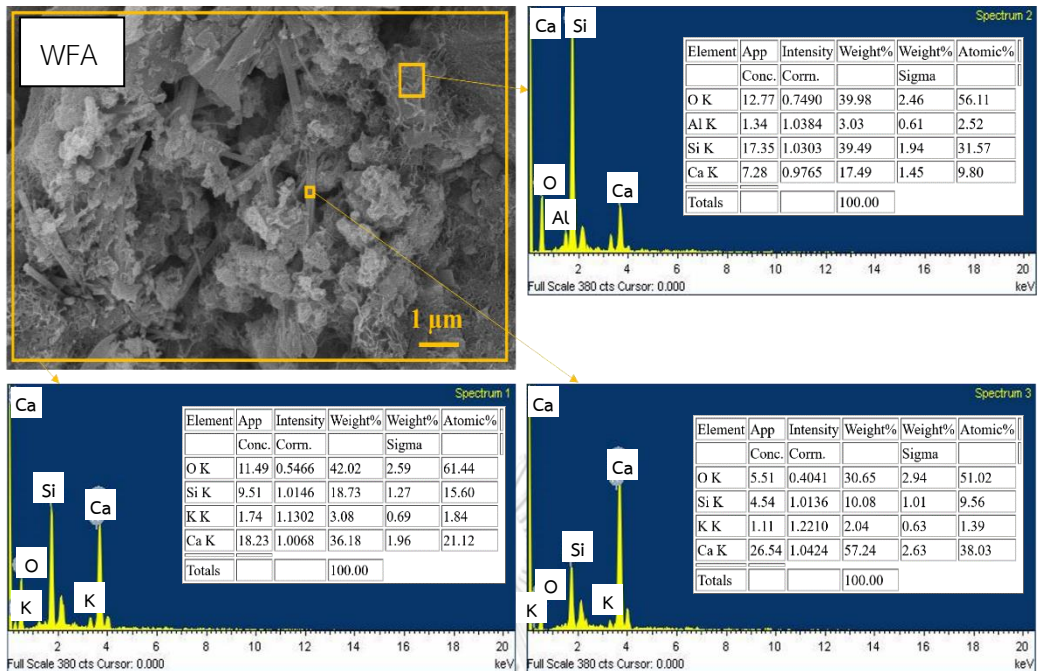 WFA
1 μm
Spectrum 2
Ca Si
Element App Intensity Weight% Weight% Atomic%
Conc. Corrn. Sigma
O K 12.77 0.7490 39.98 2.46 56.11
Al K 1.34 1.0384 3.03 0.61 2.52
Si K 17.35 1.0303 39.49 1.94 31.57
Ca K 7.28 0.9765 17.49 1.45 9.80
Totals 100.00
O
Al
Ca
2 4 6 8 10 12 14 16 18 20
Full Scale 380 cts Cursor: 0.000 keV
Spectrum 1
Ca
Element App Intensity Weight% Weight% Atomic%
Conc. Corrn. Sigma
O K 11.49 0.5466 42.02 2.59 61.44
Si K 9.51 1.0146 18.73 1.27 15.60
K K 1.74 1.1302 3.08 0.69 1.84
Ca K 18.23 1.0068 36.18 1.96 21.12
Totals 100.00
Si
Ca
O
K
K
2 4 6 8 10 12 14 16 18 20
Full Scale 380 cts Cursor: 0.000 keV
Spectrum 3
Ca
Element App Intensity Weight% Weight% Atomic%
Conc. Corrn. Sigma
O K 5.51 0.4041 30.65 2.94 51.02
Si K 4.54 1.0136 10.08 1.01 9.56
K K 1.11 1.2210 2.04 0.63 1.39
Ca K 26.54 1.0424 57.24 2.63 38.03
Totals 100.00
Ca
Si
O
K
K
2 4 6 8 10 12 14 16 18 20
Full Scale 380 cts Cursor: 0.000 keV